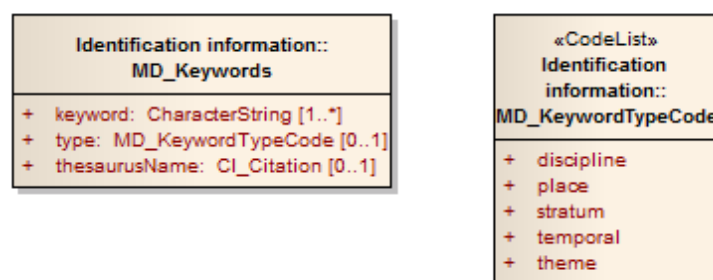 Identification information::
MD_Keywords
+ keyword: CharacterString [1..*]
+ type: MD_KeywordTypeCode [0..1]
+ thesaurusName: CI_Citation [0..1]
«CodeList»
Identification
information::
MD_KeywordTypeCode
+ discipline
+ place
+ stratum
+ temporal
+ theme